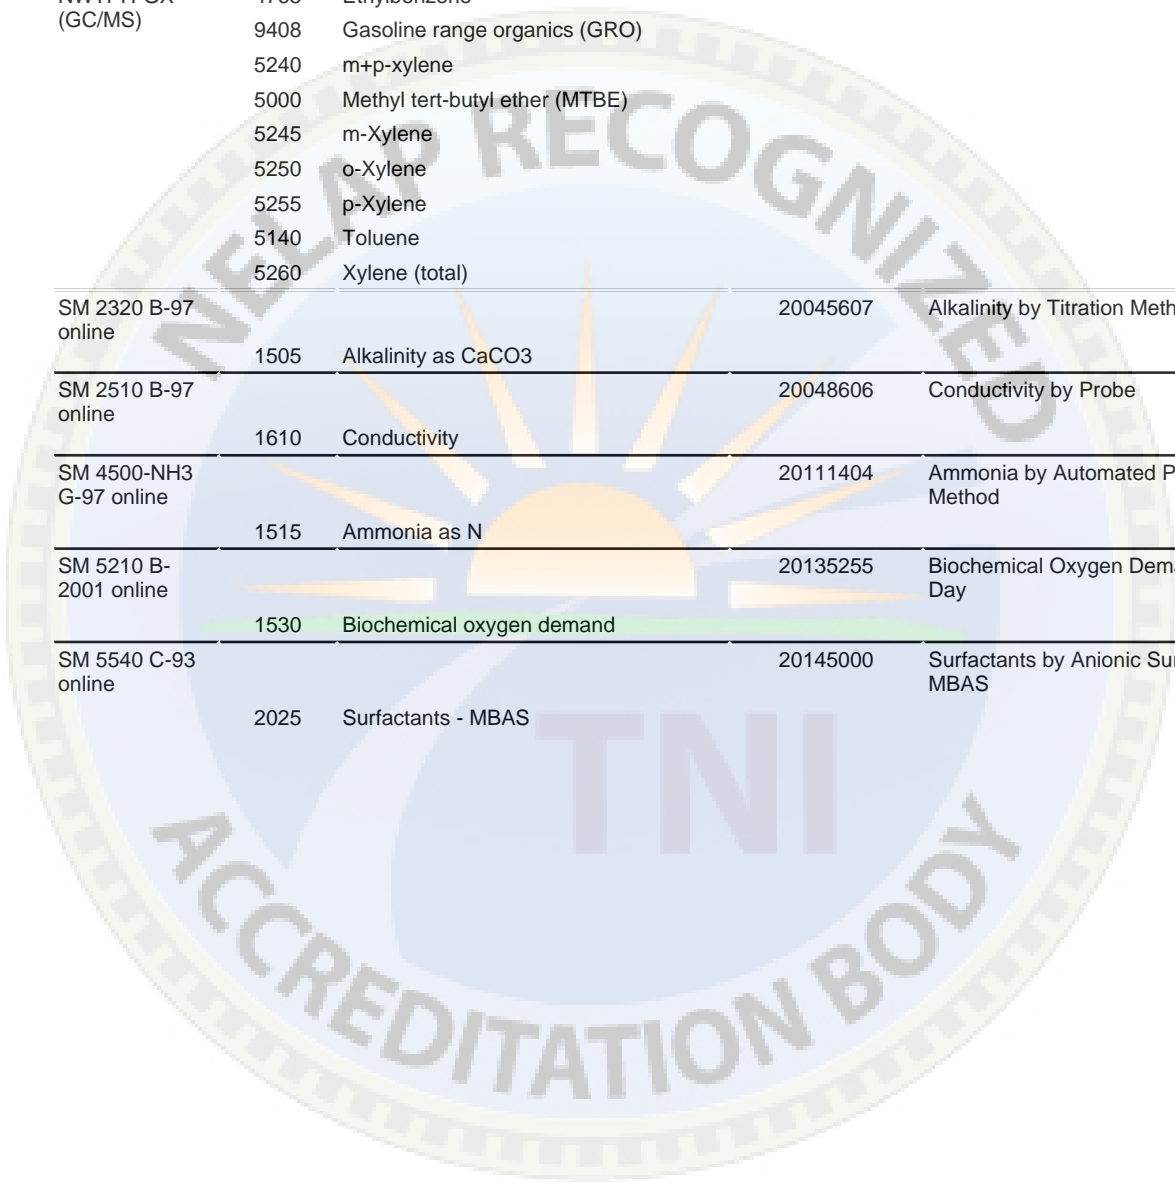 (GC/MS)
9408 Gasoline range organics (GRO)
5240 m+p-xylene
5000 Methyl tert-butyl ether (MTBE)
5245 m-Xylene
5250 o-Xylene
5255 p-Xylene
5140 Toluene
5260 Xylene (total)
SM 2320 B-97 20045607 Alkalinity by Titration Meth
online
1505 Alkalinity as CaCO3
SM 2510 B-97 20048606 Conductivity by Probe
online
1610 Conductivity
SM 4500-NH3 20111404 Ammonia by Automated P
G-97 online Method
1515 Ammonia as N
SM 5210 B- 20135255 Biochemical Oxygen Dem
2001 online Day
1530 Biochemical oxygen demand
SM 5540 C-93 20145000 Surfactants by Anionic Su
online MBAS
2025 Surfactants - MBAS
NELAP RECOGNIZED
TNI
ACCREDITATION BODY